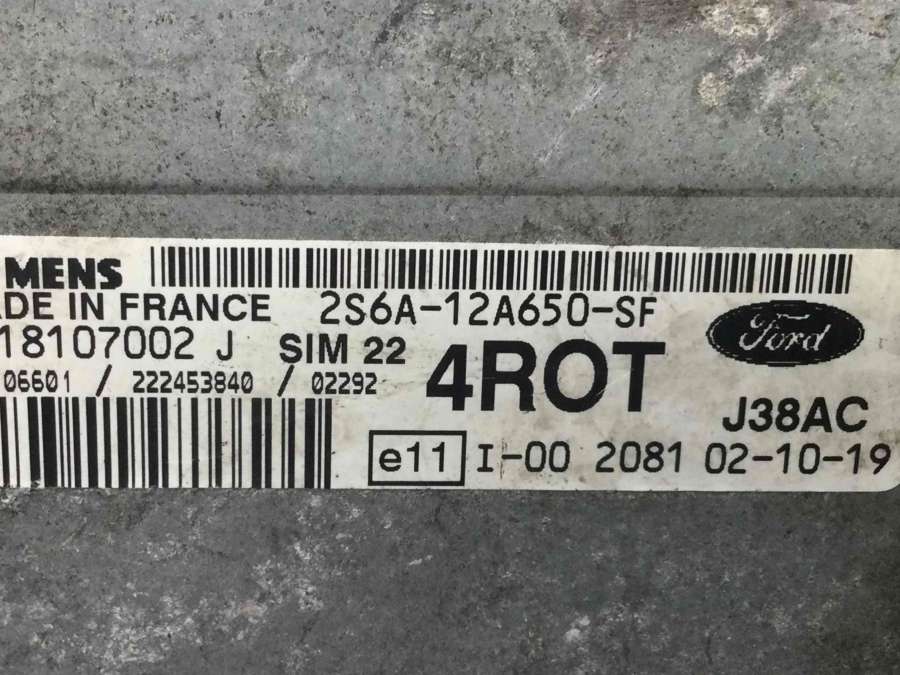 MENS
ADE IN FRANCE 2S6A-12A650-SF
18107002 J SIM 22 4ROT Ford
06601 / 222453840 / 02292 J38AC
e11 I-00 2081 02-10-19